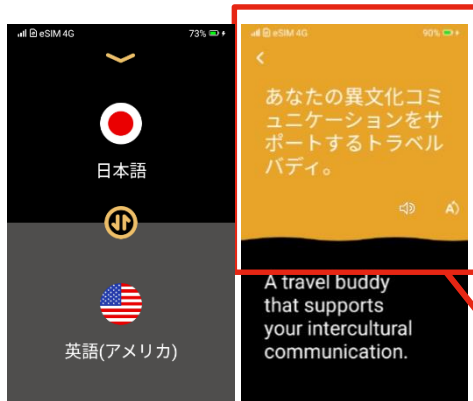 eSIM 4G 73%
日本語
英語(アメリカ)
eSIM 4G 90%
あなたの異文化コミ
ュニケーションをサ
ポートするトラベル
バディ。
A
A travel buddy
that supports
your intercultural
communication.